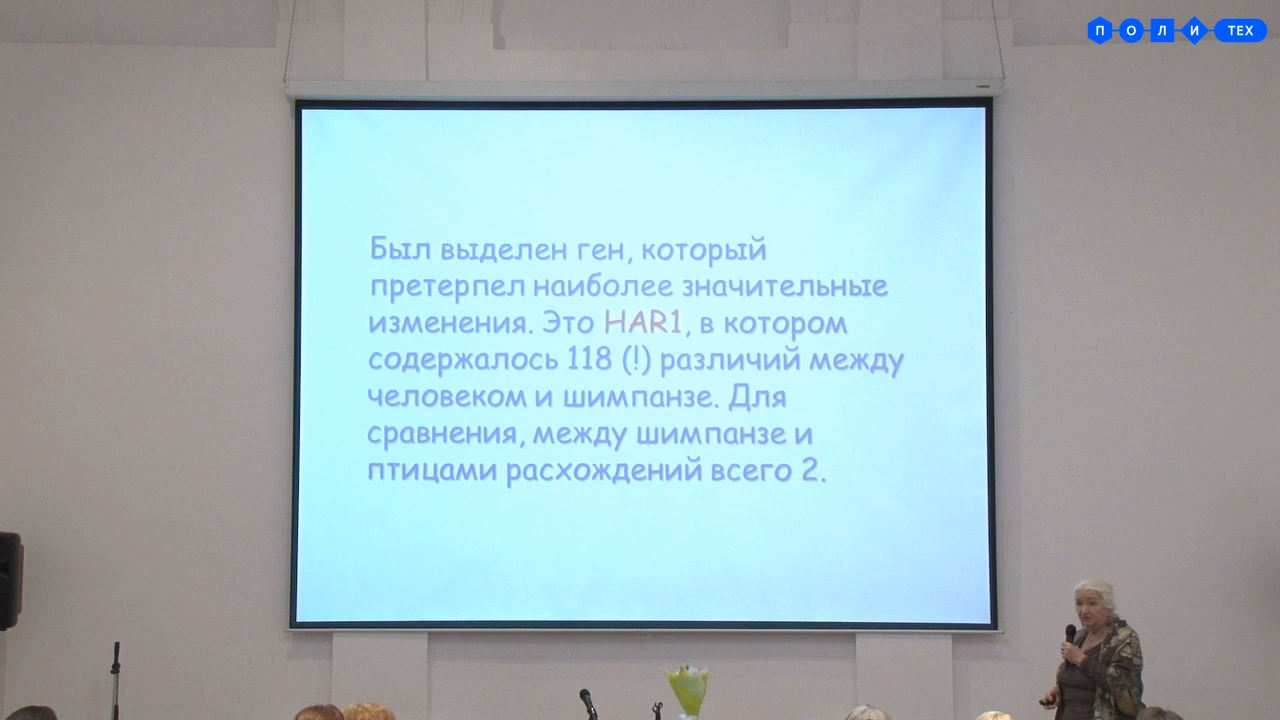 ПОЛИТЕХ
Был выделен ген, который
претерпел наиболее значительные
изменения. Это HAR1, в котором
содержалось 118 (!) различий между
человеком и шимпанзе. Для
сравнения, между шимпанзе и
птицами расхождений всего 2.